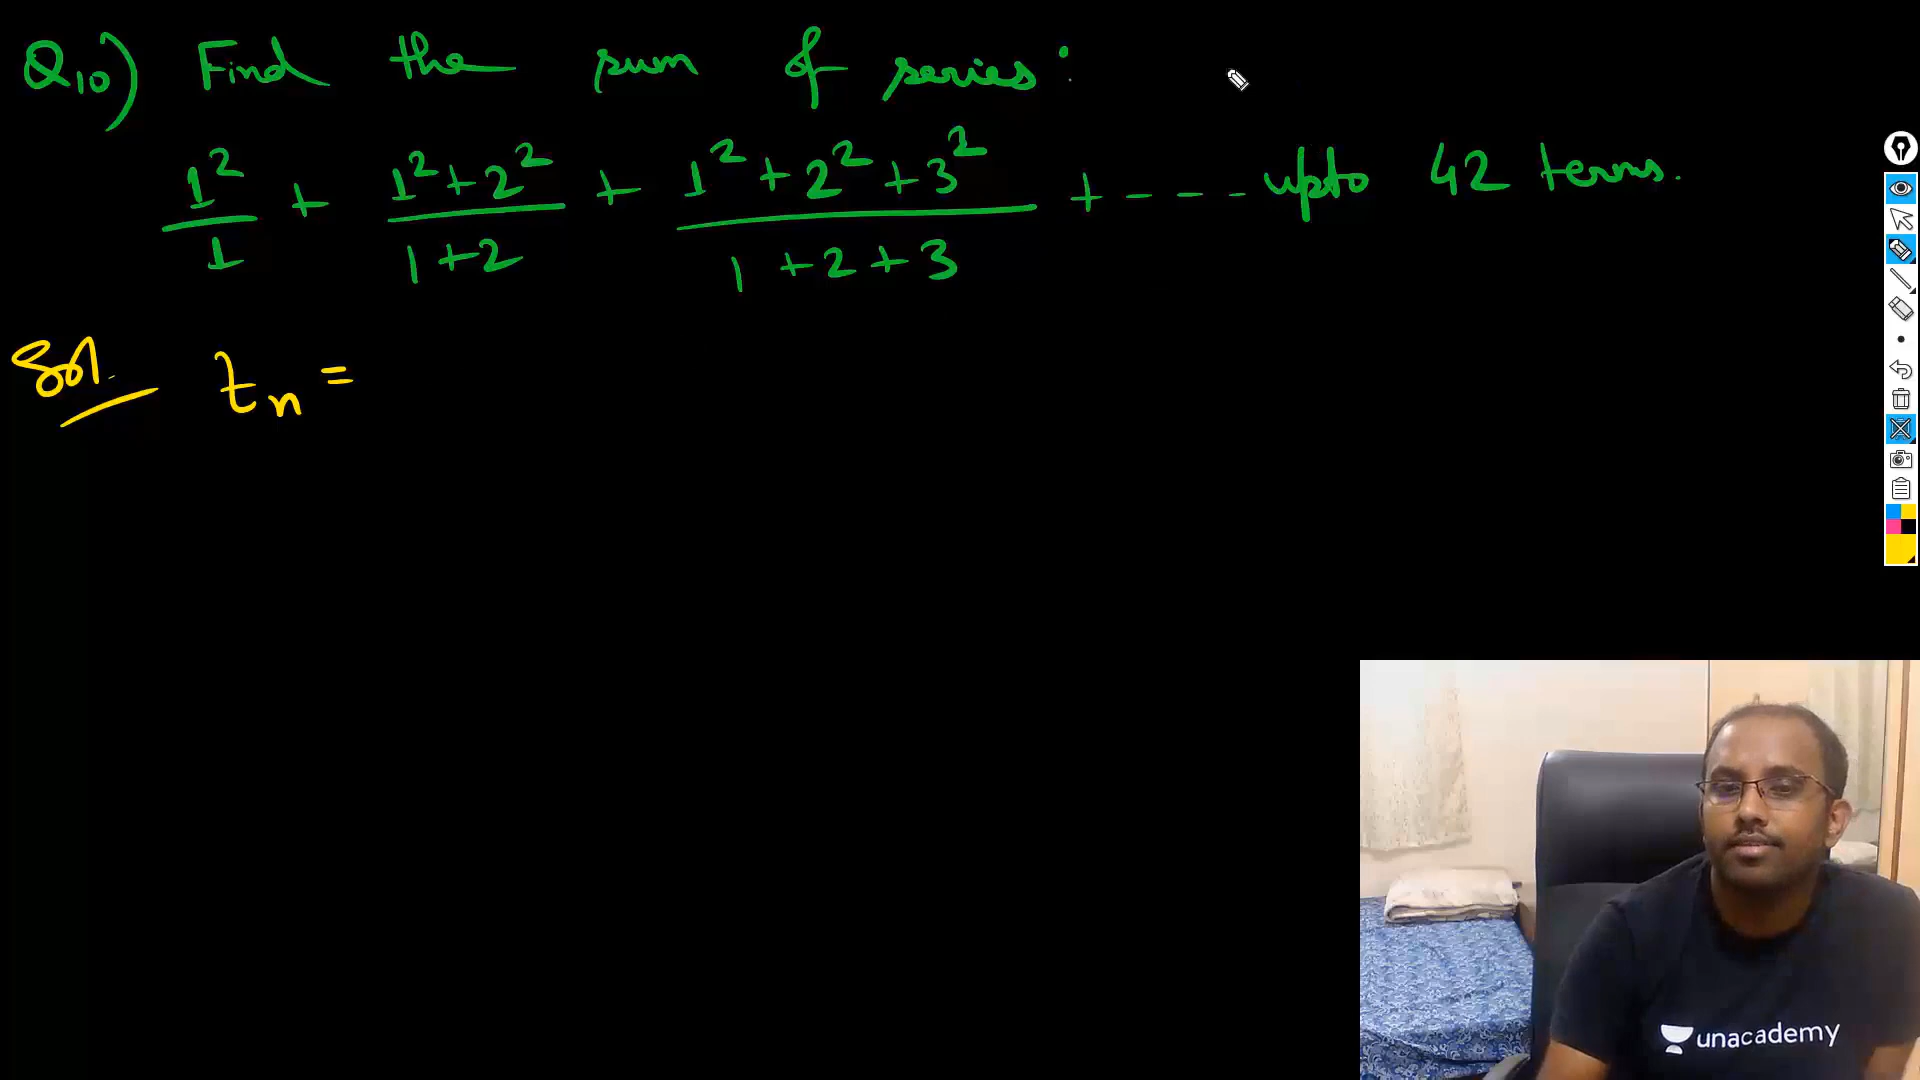 Q10) Find the sum of series:
1²/1 + (1²+2²)/(1+2) + (1²+2²+3²)/(1+2+3) + - - - - upto 42 terms.
Sol. tn =
unacademy